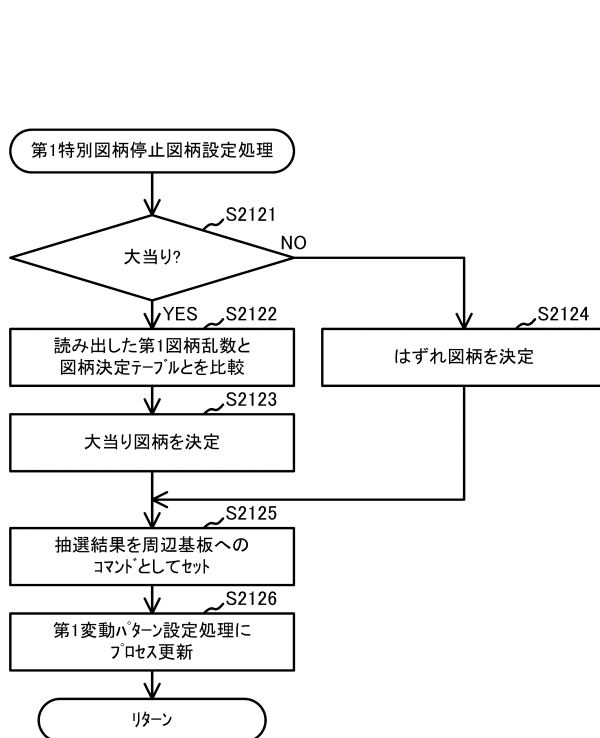 第1特別図柄停止図柄設定処理
S2121
大当り?
NO
YES
S2122
S2124
読み出した第1図柄乱数と
図柄決定ﾃｰﾌﾞﾙとを比較
はずれ図柄を決定
S2123
大当り図柄を決定
S2125
抽選結果を周辺基板への
ｺﾏﾝﾄﾞとしてセット
S2126
第1変動ﾊﾟﾀｰﾝ設定処理に
ﾌﾟﾛｾｽ更新
ﾘﾀｰﾝ